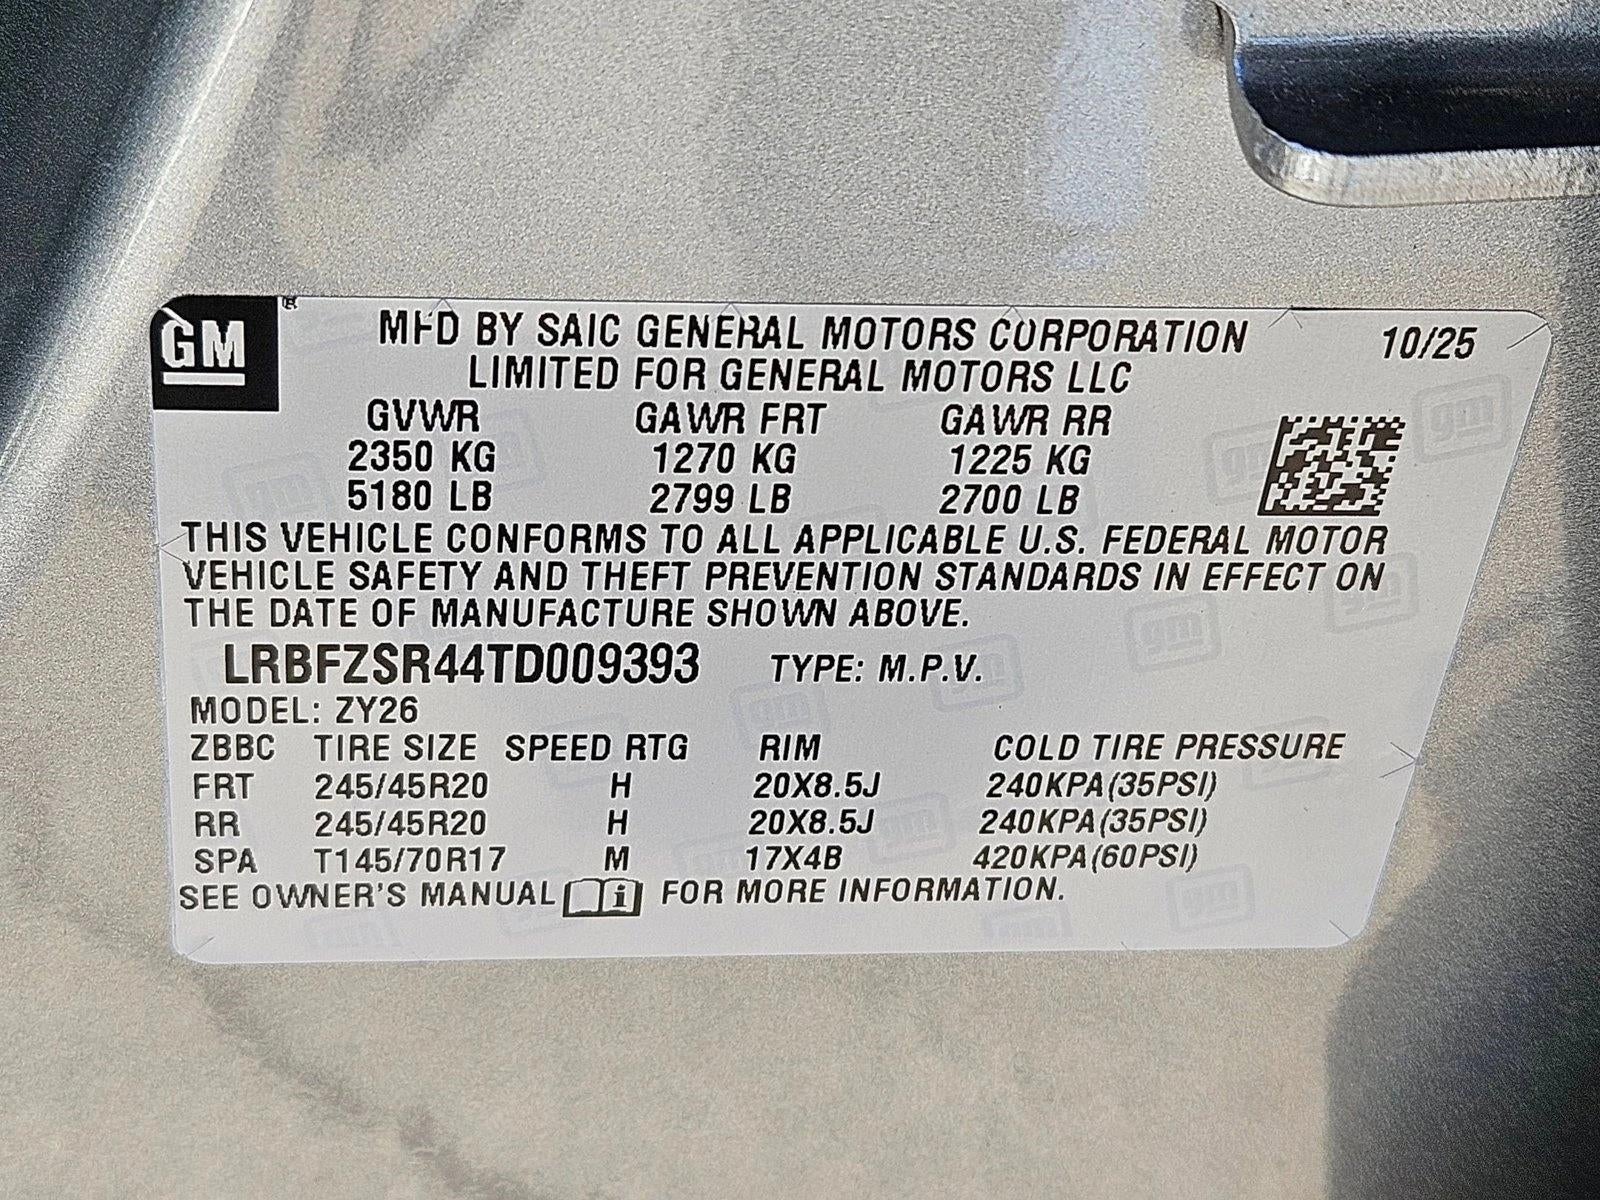 GM ®
MFD BY SAIC GENERAL MOTORS CORPORATION 10/25
LIMITED FOR GENERAL MOTORS LLC
GVWR GAWR FRT GAWR RR
2350 KG 1270 KG 1225 KG
5180 LB 2799 LB 2700 LB
THIS VEHICLE CONFORMS TO ALL APPLICABLE U.S. FEDERAL MOTOR
VEHICLE SAFETY AND THEFT PREVENTION STANDARDS IN EFFECT ON
THE DATE OF MANUFACTURE SHOWN ABOVE.
LRBFZSR44TD009393 TYPE: M.P.V.
MODEL: ZY26
ZBBC TIRE SIZE SPEED RTG RIM COLD TIRE PRESSURE
FRT 245/45R20 H 20X8.5J 240KPA(35PSI)
RR 245/45R20 H 20X8.5J 240KPA(35PSI)
SPA T145/70R17 M 17X4B 420KPA(60PSI)
SEE OWNER'S MANUAL i FOR MORE INFORMATION.